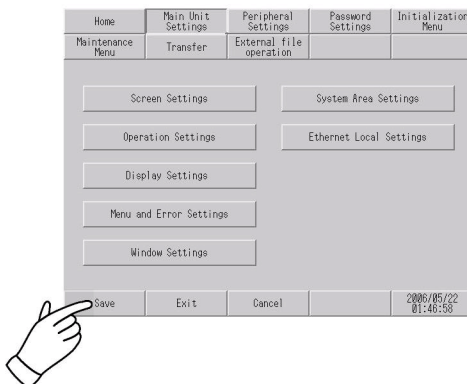 Home
Main Unit
Settings
Peripheral
Settings
Password
Settings
Initialization
Menu
Maintenance
Menu
Transfer
External file
operation
Screen Settings
System Area Settings
Operation Settings
Ethernet Local Settings
Display Settings
Menu and Error Settings
Window Settings
Save
Exit
Cancel
2006/05/22
01:46:58